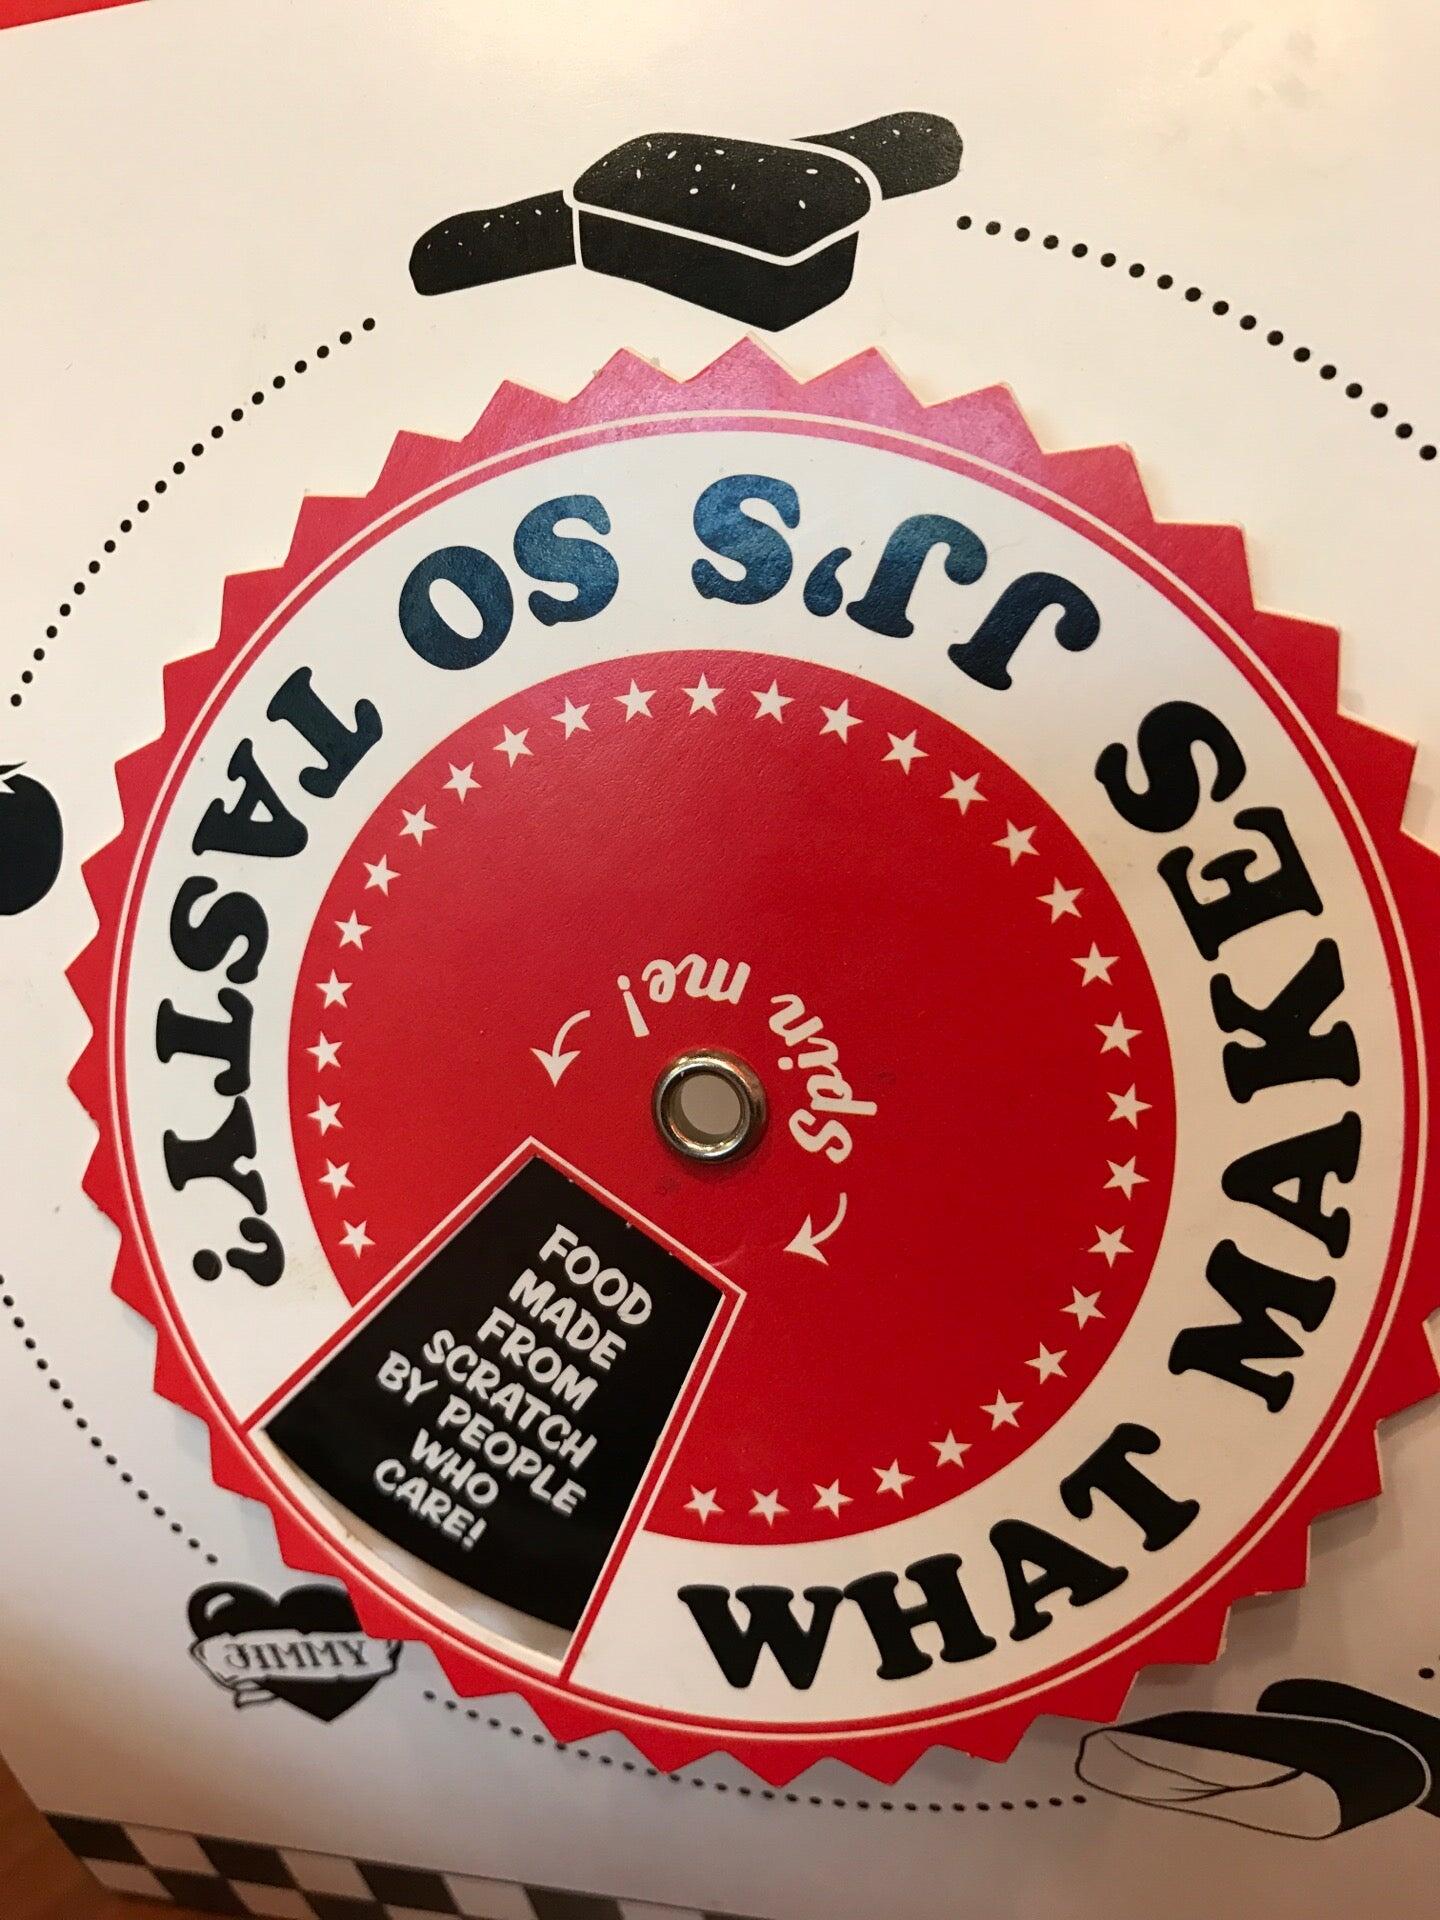 WHAT MAKES JJ'S SO TASTY?
Spin me!
FOOD
MADE
FROM
SCRATCH
BY PEOPLE
WHO
CARE!
JIMMY